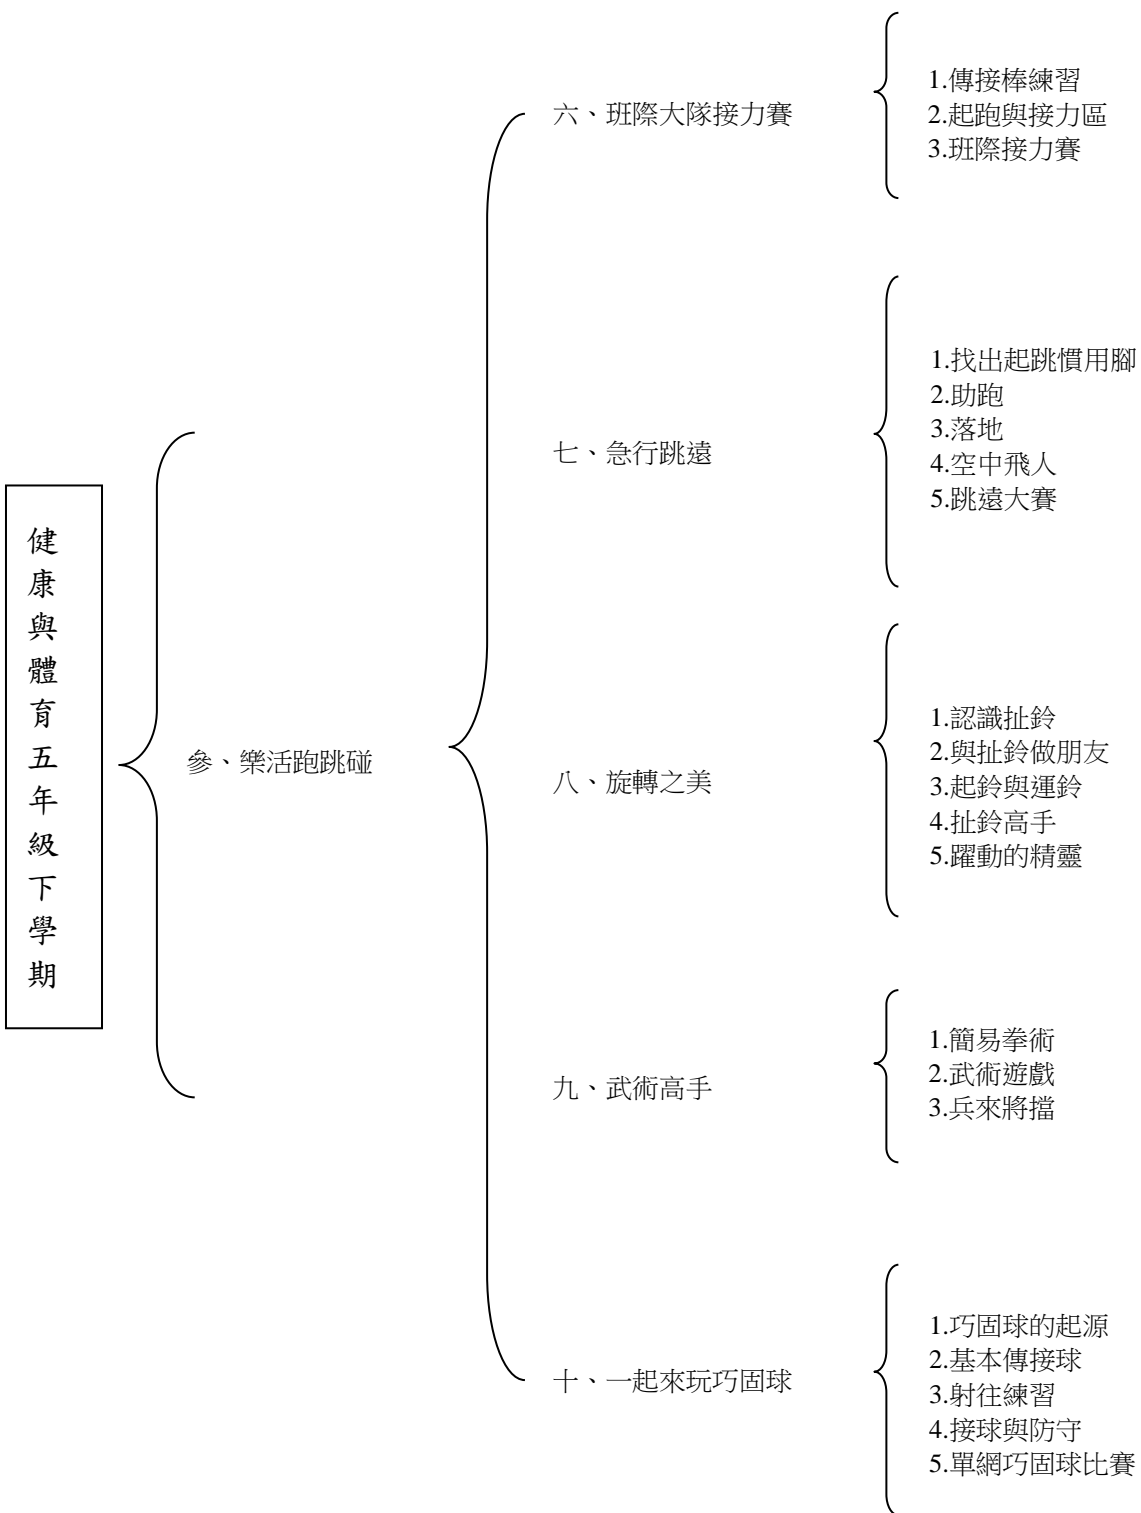 健康與體育五年級下學期
參、樂活跑跳碰
六、班際大隊接力賽
1.傳接棒練習
2.起跑與接力區
3.班際接力賽
七、急行跳遠
1.找出起跳慣用腳
2.助跑
3.落地
4.空中飛人
5.跳遠大賽
八、旋轉之美
1.認識扯鈴
2.與扯鈴做朋友
3.起鈴與運鈴
4.扯鈴高手
5.躍動的精靈
九、武術高手
1.簡易拳術
2.武術遊戲
3.兵來將擋
十、一起來玩巧固球
1.巧固球的起源
2.基本傳接球
3.射往練習
4.接球與防守
5.單網巧固球比賽